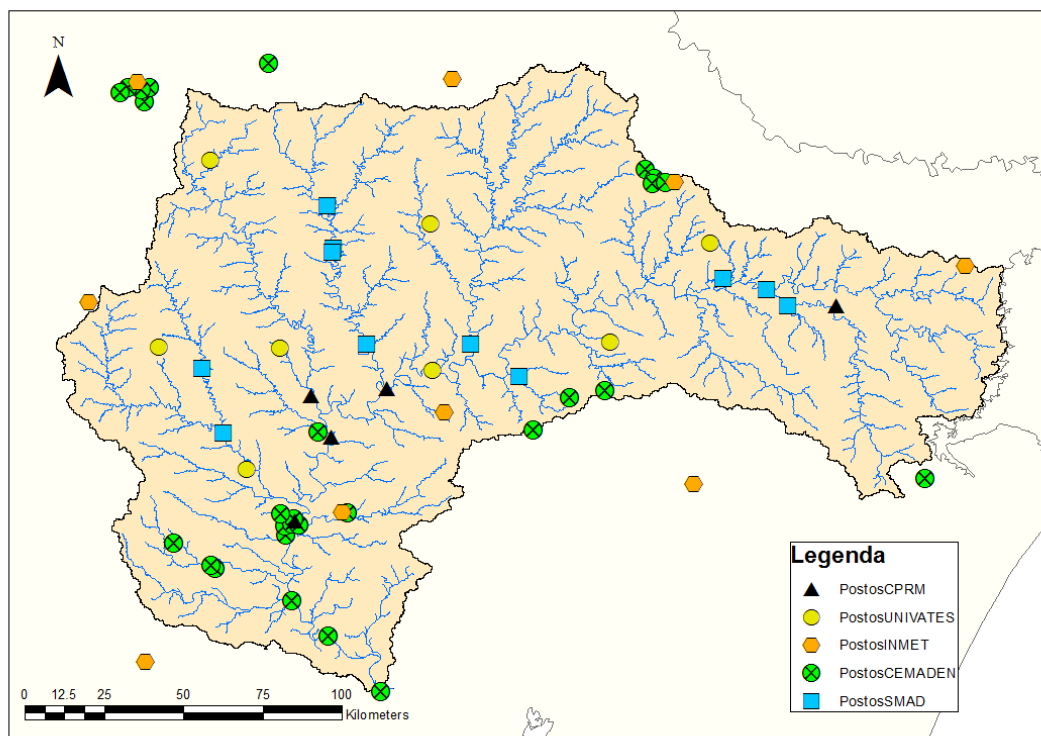 N
Legenda
PostosCPRM
PostosUNIVATES
PostosINMET
PostosCEMADEN
PostosSMAD
0 12.5 25 50 75 100
Kilometers